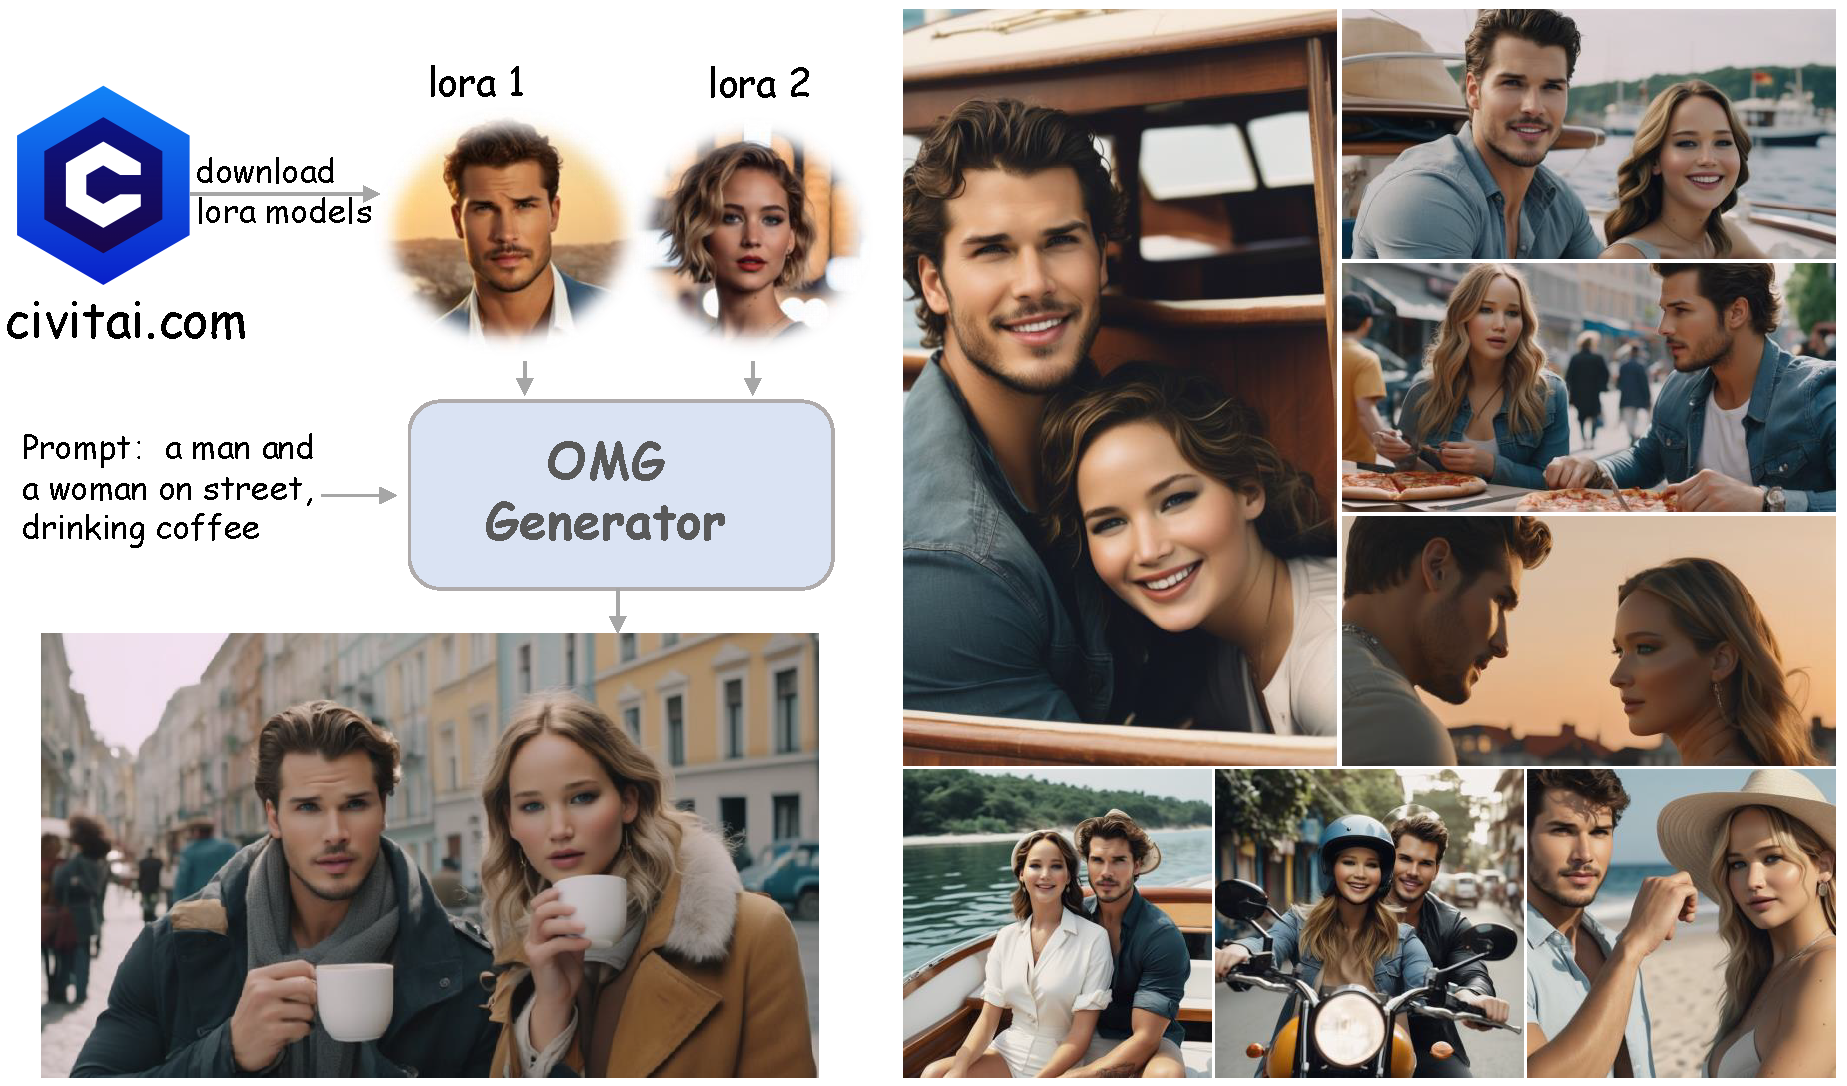 lora 1
lora 2
download
lora models
civitai.com
Prompt: a man and
a woman on street,
drinking coffee
OMG
Generator